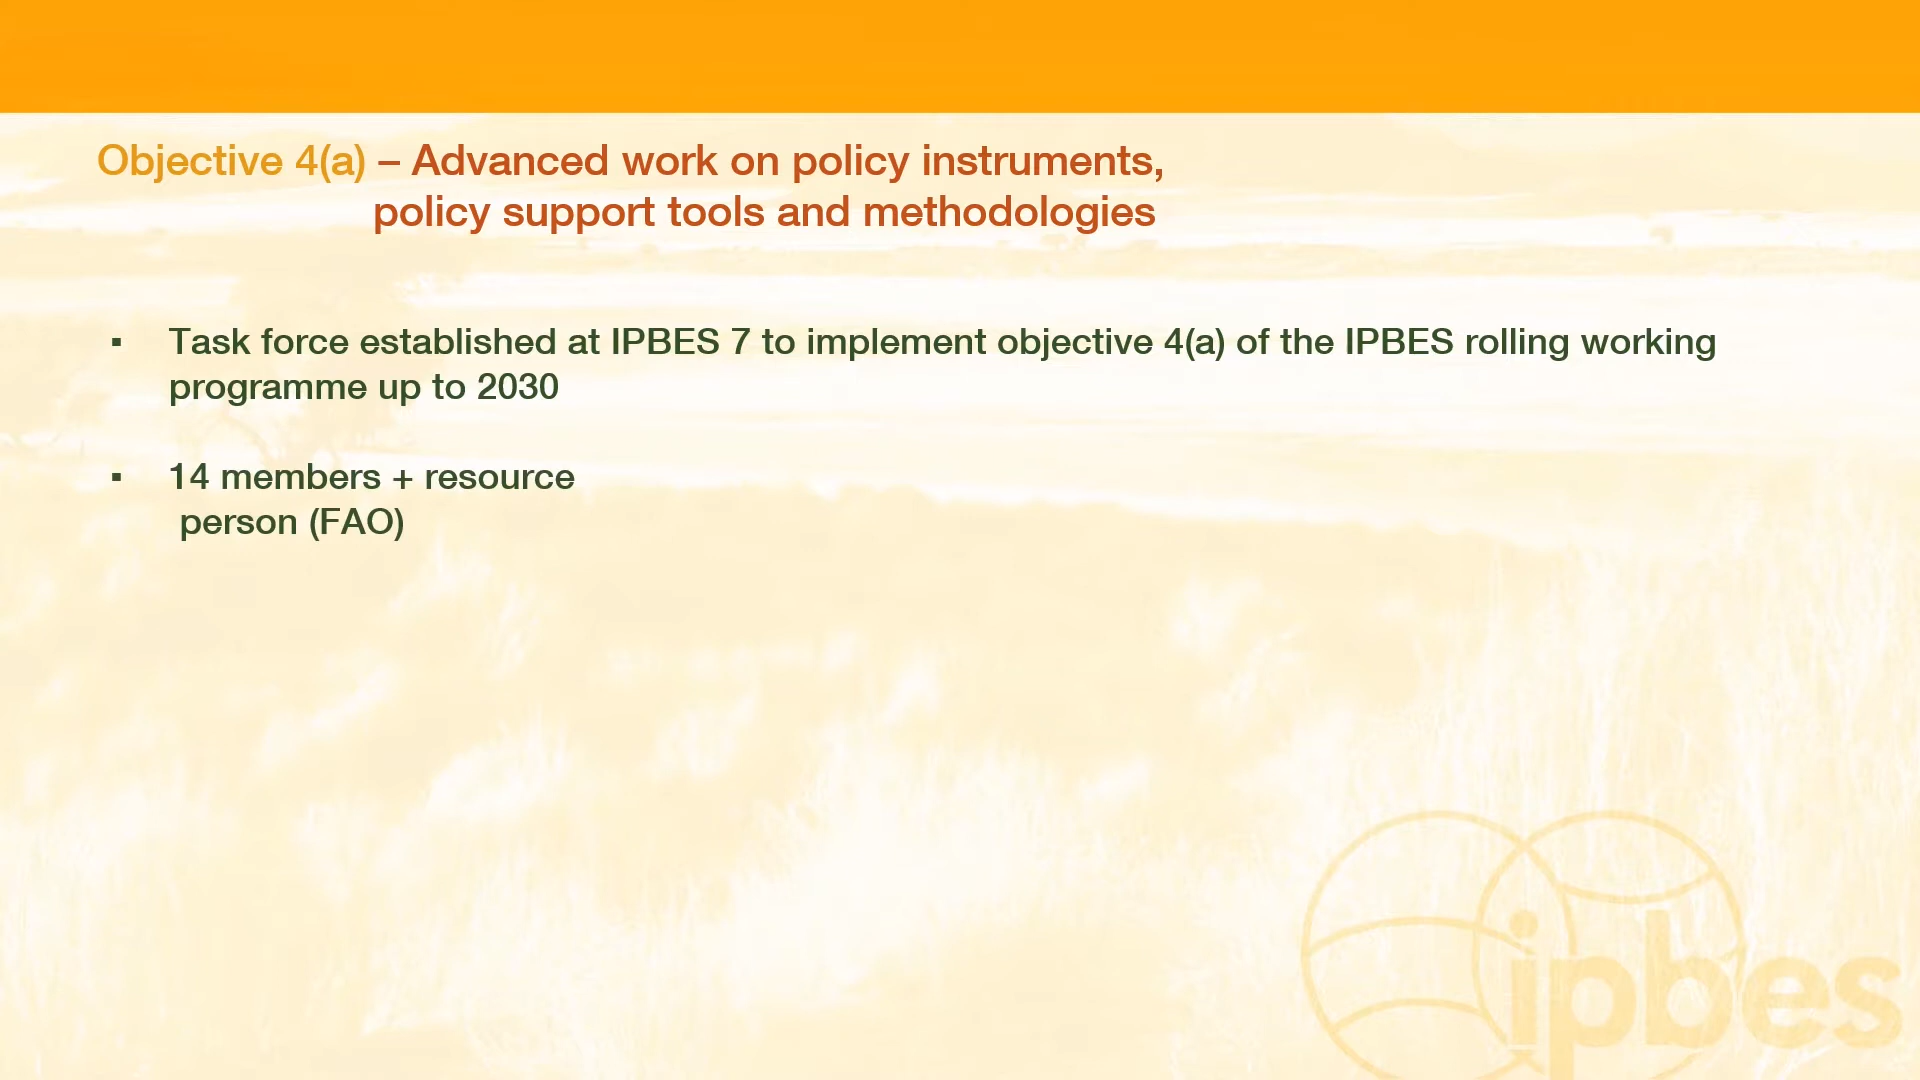 Objective 4(a) – Advanced work on policy instruments,
policy support tools and methodologies
▪ Task force established at IPBES 7 to implement objective 4(a) of the IPBES rolling working
programme up to 2030
▪ 14 members + resource
person (FAO)
ipbes